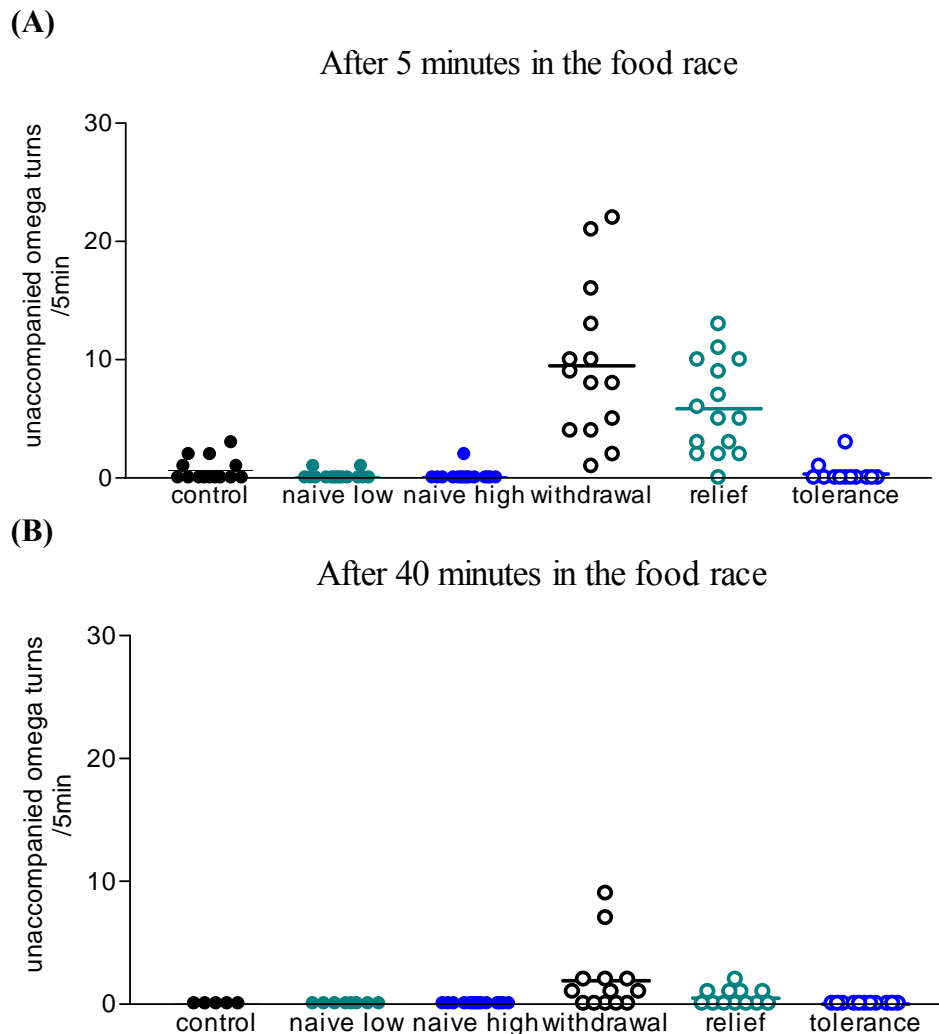 (A)
After 5 minutes in the food race
unaccompanied omega turns
/5min
30
20
10
0
control naive low naive high withdrawal relief tolerance
(B)
After 40 minutes in the food race
unaccompanied omega turns
/5min
30
20
10
0
control naive low naive high withdrawal relief tolerance